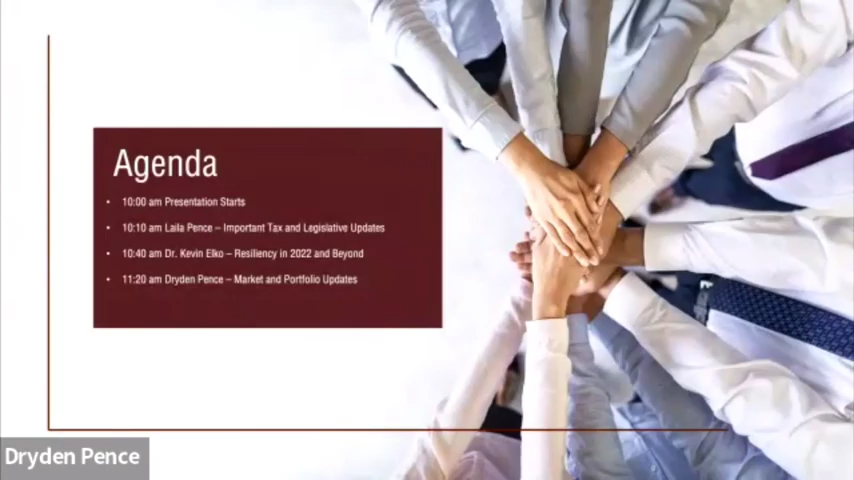 Agenda
• 10:00 am Presentation Starts
• 10:10 am Laila Pence – Important Tax and Legislative Updates
• 10:40 am Dr. Kevin Elko – Resiliency in 2022 and Beyond
• 11:20 am Dryden Pence – Market and Portfolio Updates
Dryden Pence